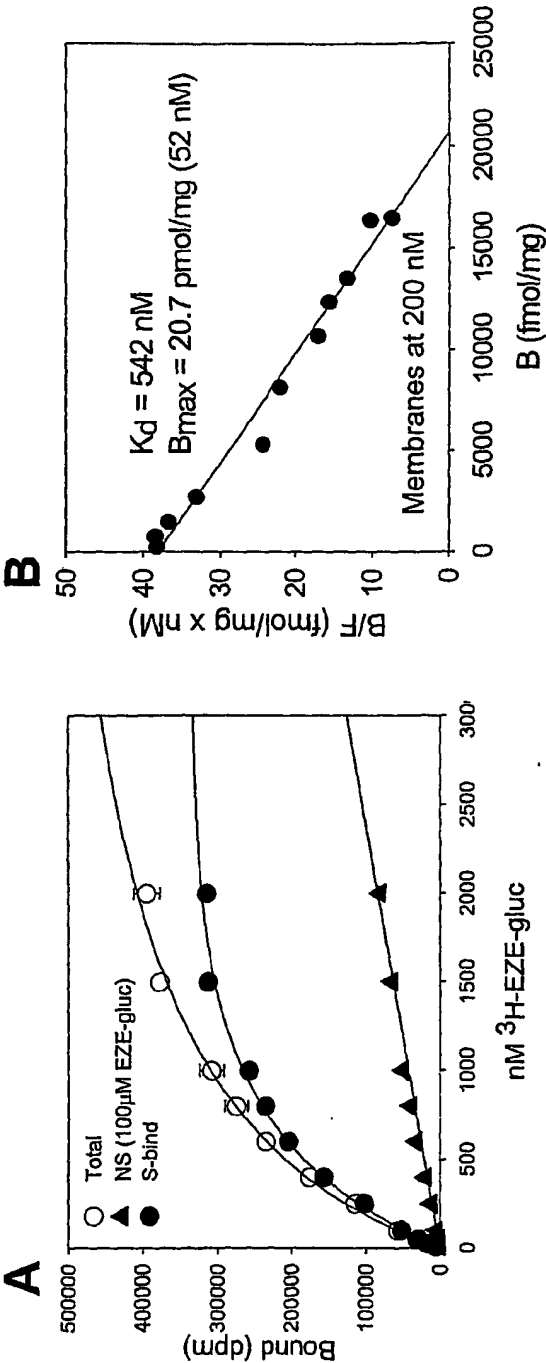 A
Bound (dpm)
500000
400000
300000
200000
100000
0
Total
NS (100µM EZE-gluc)
S-bind
0
500
1000
1500
2000
2500
300
nM ³H-EZE-gluc
B
B/F (fmol/mg x nM)
50
40
30
20
10
0
Kd = 542 nM
Bmax = 20.7 pmol/mg (52 nM)
Membranes at 200 nM
0
5000
10000
15000
20000
25000
B (fmol/mg)